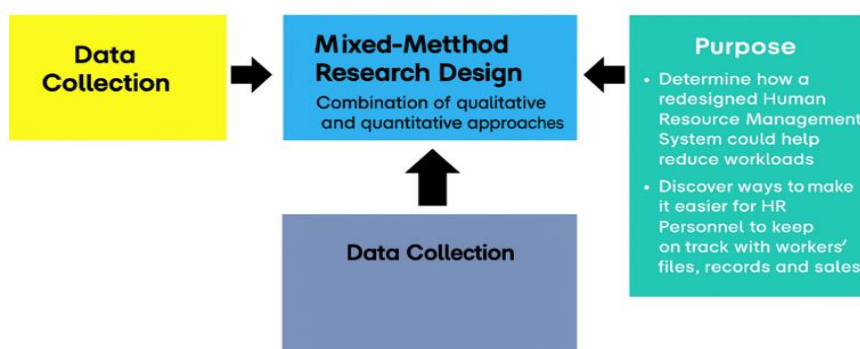 Data
Collection
Mixed-Metthod
Research Design
Combination of qualitative
and quantitative approaches
Purpose
• Determine how a
redesigned Human
Resource Management
System could help
reduce workloads
• Discover ways to make
it easier for HR
Personnel to keep
on track with workers'
files, records and sales
Data Collection